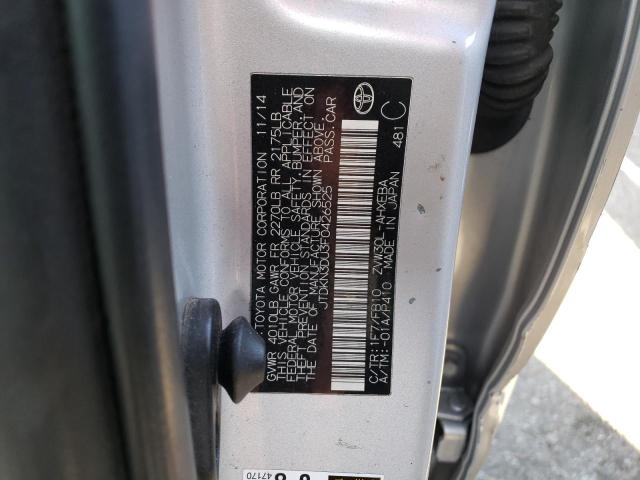 :TOYOTA MOTOR CORPORATION 11/14
GVWR 4010LB GAWR FR 2270LB RR 2175LB
THIS VEHICLE CONFORMS TO ALL APPLICABLE
FEDERAL MOTOR VEHICLE SAFETY, BUMPER, AND
THEFT PREVENTION STANDARDS IN EFFECT ON
THE DATE OF MANUFACTURE SHOWN ABOVE.
JTDKN3DU3F0426525 PASS.CAR
C/TR:1F7/FB10 ZVW30L-AHXEBA
A/TM:-01A/P410 MADE IN JAPAN 481 C
47170